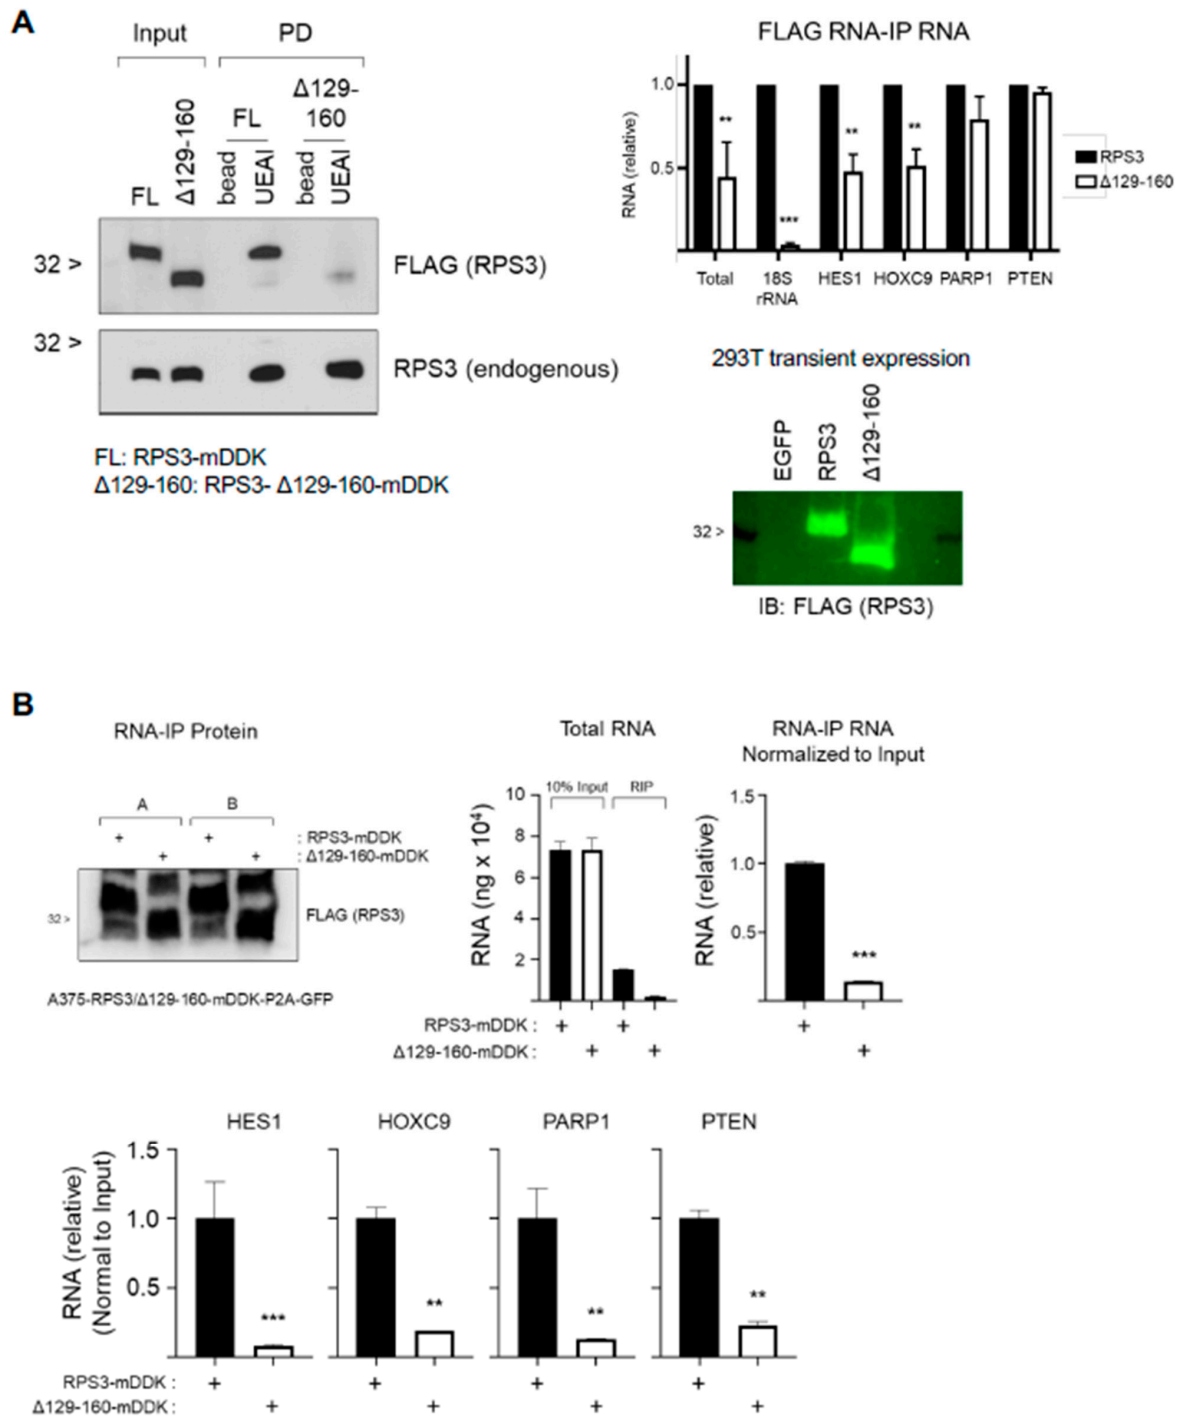 A
Input
PD
FL
Δ129-160
FL
Δ129-
160
bead
UEAI
bead
UEAI
32 >
FLAG (RPS3)
32 >
RPS3 (endogenous)
FL: RPS3-mDDK
Δ129-160: RPS3- Δ129-160-mDDK
FLAG RNA-IP RNA
RNA (relative)
1.0
0.5
**
***
**
**
Total
18S
rRNA
HES1
HOXC9
PARP1
PTEN
RPS3
Δ129-160
293T transient expression
EGFP
RPS3
Δ129-160
32 >
IB: FLAG (RPS3)
B
RNA-IP Protein
A
B
+ + : RPS3-mDDK
+ + : Δ129-160-mDDK
32 >
FLAG (RPS3)
A375-RPS3/Δ129-160-mDDK-P2A-GFP
Total RNA
10% Input
RIP
RNA (ng x 10⁴)
10
8
6
4
2
RPS3-mDDK : + +
Δ129-160-mDDK : + +
RNA-IP RNA
Normalized to Input
RNA (relative)
1.5
1.0
0.5
***
+
+
HES1
HOXC9
PARP1
PTEN
RNA (relative)
(Normal to Input)
1.5
1.0
0.5
***
**
**
**
RPS3-mDDK : + + + +
Δ129-160-mDDK : + + + +